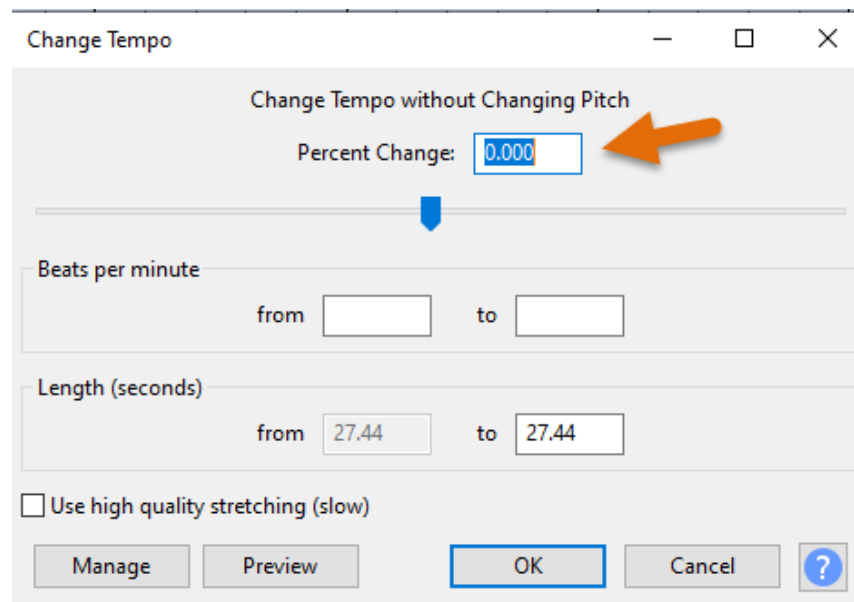 Change Tempo
Change Tempo without Changing Pitch
Percent Change: 0.000
Beats per minute
from to
Length (seconds)
from 27.44 to 27.44
Use high quality stretching (slow)
Manage Preview OK Cancel ?